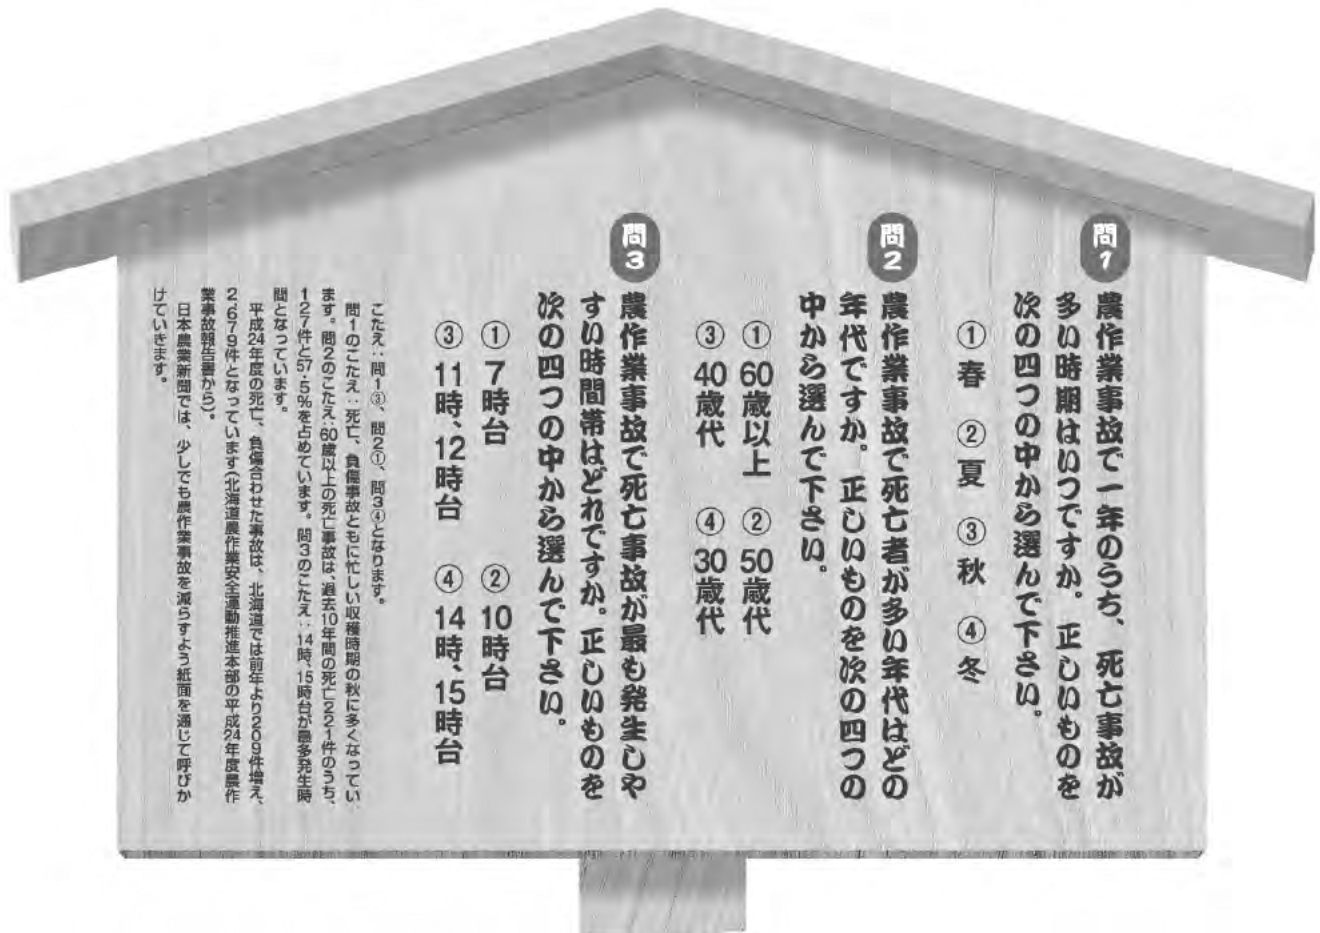 問1
農作業事故で一年のうち、死亡事故が
多い時期はいつですか。正しいものを
次の四つの中から選んで下さい。
①春 ②夏 ③秋 ④冬
問2
農作業事故で死亡者が多い年代はどの
年代ですか。正しいものを次の四つの
中から選んで下さい。
①60歳以上 ②50歳代
③40歳代 ④30歳代
問3
農作業事故で死亡事故が最も発生しや
すい時間帯はどれですか。正しいものを
次の四つの中から選んで下さい。
①7時台 ②10時台
③11時、12時台 ④14時、15時台
こたえ：問1③、問2①、問3④となります。
問1のこたえ：死亡、負傷事故ともに忙しい収穫時期の秋に多くなってい
ます。問2のこたえ：60歳以上の死亡事故は、過去10年間の死亡221件のうち、
127件と57・5％を占めています。問3のこたえ：14時、15時台が最多発生時
間となっています。
平成24年度の死亡、負傷合わせた事故は、北海道では前年より209件増え、
2,679件となっています（北海道農作業安全運動推進本部の平成24年度農作
業事故報告書から）。
日本農業新聞では、少しでも農作業事故を減らすよう紙面を通じて呼びか
けていきます。